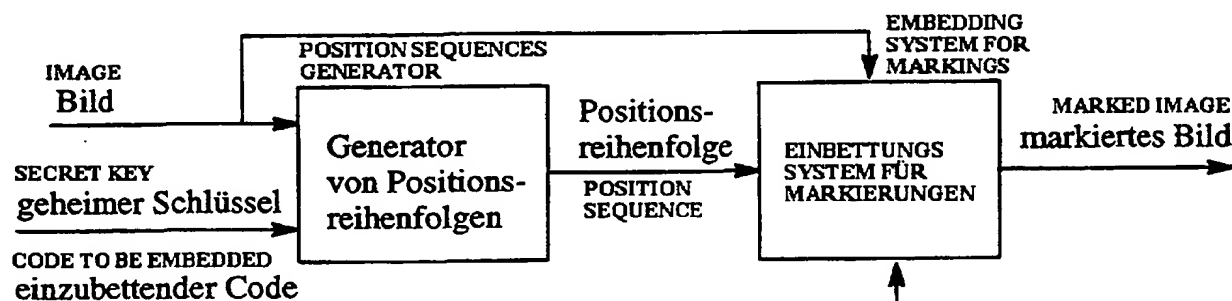 IMAGE
Bild
POSITION SEQUENCES
GENERATOR
EMBEDDING
SYSTEM FOR
MARKINGS
MARKED IMAGE
markiertes Bild
SECRET KEY
geheimer Schlüssel
Generator
von Positions-
reihenfolgen
Positions-
reihenfolge
POSITION
SEQUENCE
EINBETTUNGS
SYSTEM FÜR
MARKIERUNGEN
CODE TO BE EMBEDDED
einzubettender Code